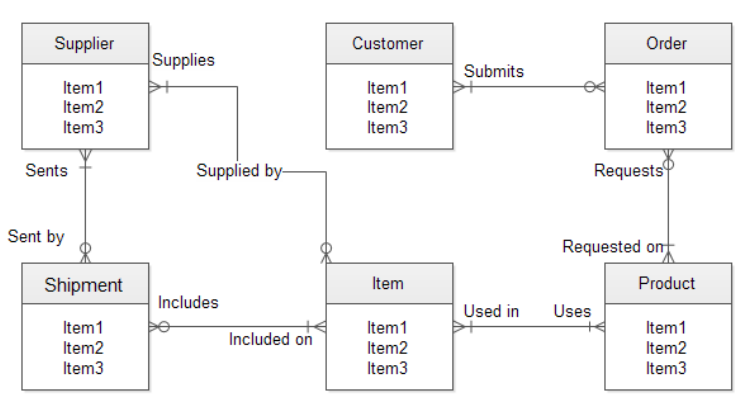 Supplier
Item1
Item2
Item3
Supplies
Customer
Item1
Item2
Item3
Submits
Order
Item1
Item2
Item3
Sents
Supplied by
Requests
Sent by
Requested on
Shipment
Item1
Item2
Item3
Includes
Included on
Item
Item1
Item2
Item3
Used in
Uses
Product
Item1
Item2
Item3